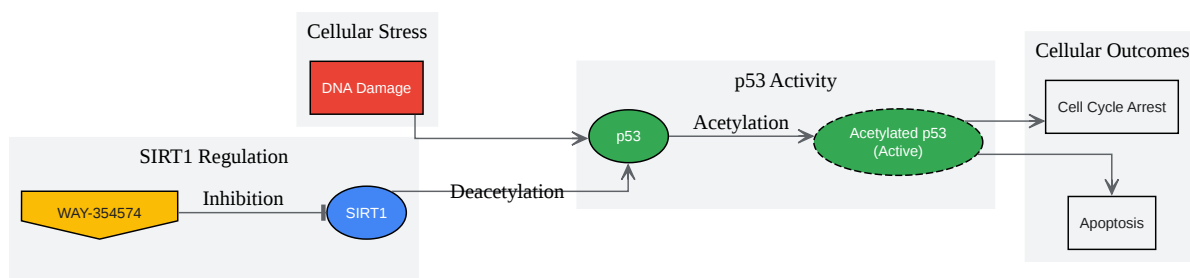 Cellular Stress
DNA Damage
SIRT1 Regulation
WAY-354574
Inhibition
SIRT1
Deacetylation
p53 Activity
p53
Acetylation
Acetylated p53
(Active)
Cellular Outcomes
Cell Cycle Arrest
Apoptosis